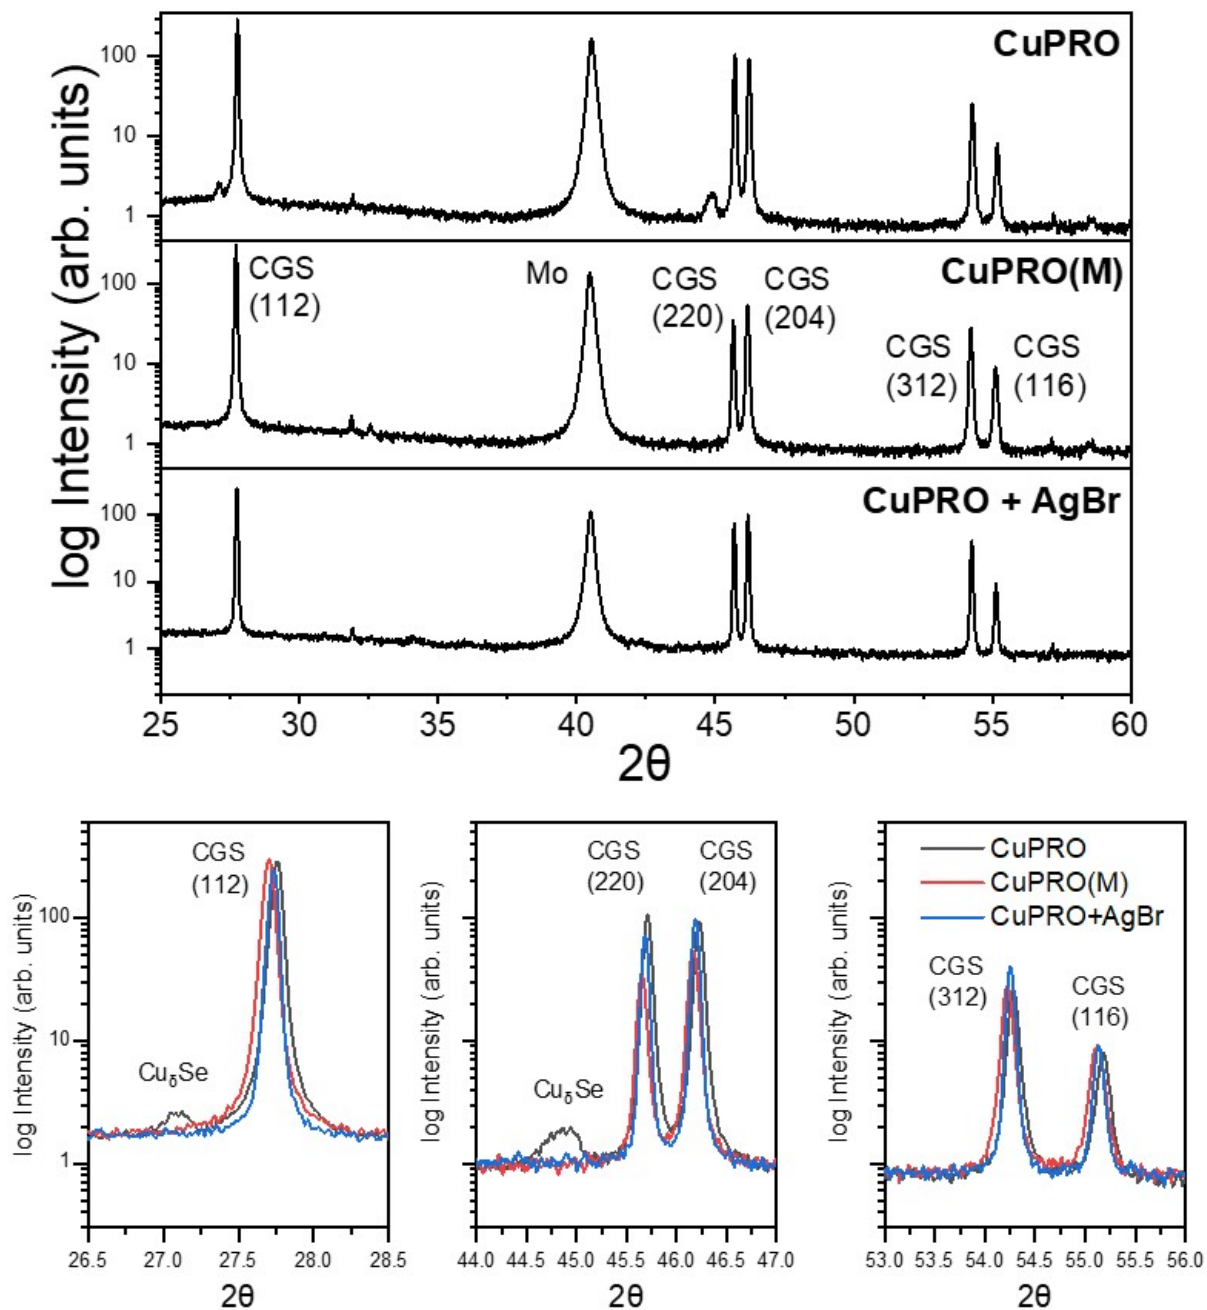 log Intensity (arb. units)
CuPRO
100
10
1
CuPRO(M)
CGS
(112)
Mo
CGS
(220)
CGS
(204)
CGS
(312)
CGS
(116)
100
10
1
CuPRO + AgBr
100
10
1
25 30 35 40 45 50 55 60
2θ
log Intensity (arb. units)
100
10
1
CGS
(112)
CuδSe
26.5 27.0 27.5 28.0 28.5
2θ
log Intensity (arb. units)
CGS
(220)
CGS
(204)
CuδSe
44.0 44.5 45.0 45.5 46.0 46.5 47.0
2θ
log Intensity (arb. units)
CuPRO
CuPRO(M)
CuPRO+AgBr
CGS
(312)
CGS
(116)
53.0 53.5 54.0 54.5 55.0 55.5 56.0
2θ